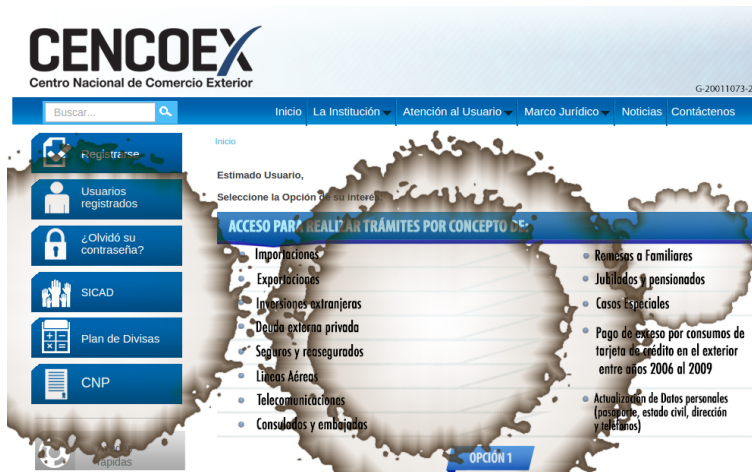 CENCOEX
Centro Nacional de Comercio Exterior
G-20011073-2
Buscar...
Inicio La Institución Atención al Usuario Marco Jurídico Noticias Contáctenos
Inicio
Registrarse
Usuarios
registrados
¿Olvidó su
contraseña?
SICAD
Plan de Divisas
CNP
rápidas
Estimado Usuario,
Seleccione la Opción de su interés:
ACCESO PARA REALIZAR TRÁMITES POR CONCEPTO DE:
Importaciones
Exportaciones
Inversiones extranjeras
Deuda externa privada
Seguros y reasegurados
Lineas Aéreas
Telecomunicaciones
Consulados y embajadas
Remesas a Familiares
Jubilados y pensionados
Casos Especiales
Pago de exceso por consumos de
tarjeta de crédito en el exterior
entre años 2006 al 2009
Actualización de Datos personales
(pasaporte, estado civil, dirección
y teléfonos)
OPCIÓN 1